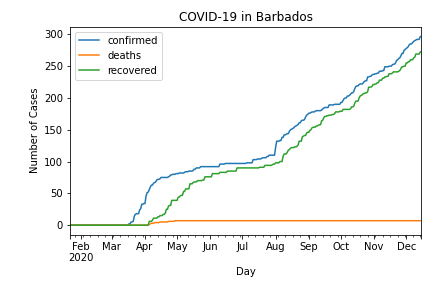 COVID-19 in Barbados
confirmed
deaths
recovered
Number of Cases
300
250
200
150
100
50
0
Feb Mar Apr May Jun Jul Aug Sep Oct Nov Dec
2020
Day